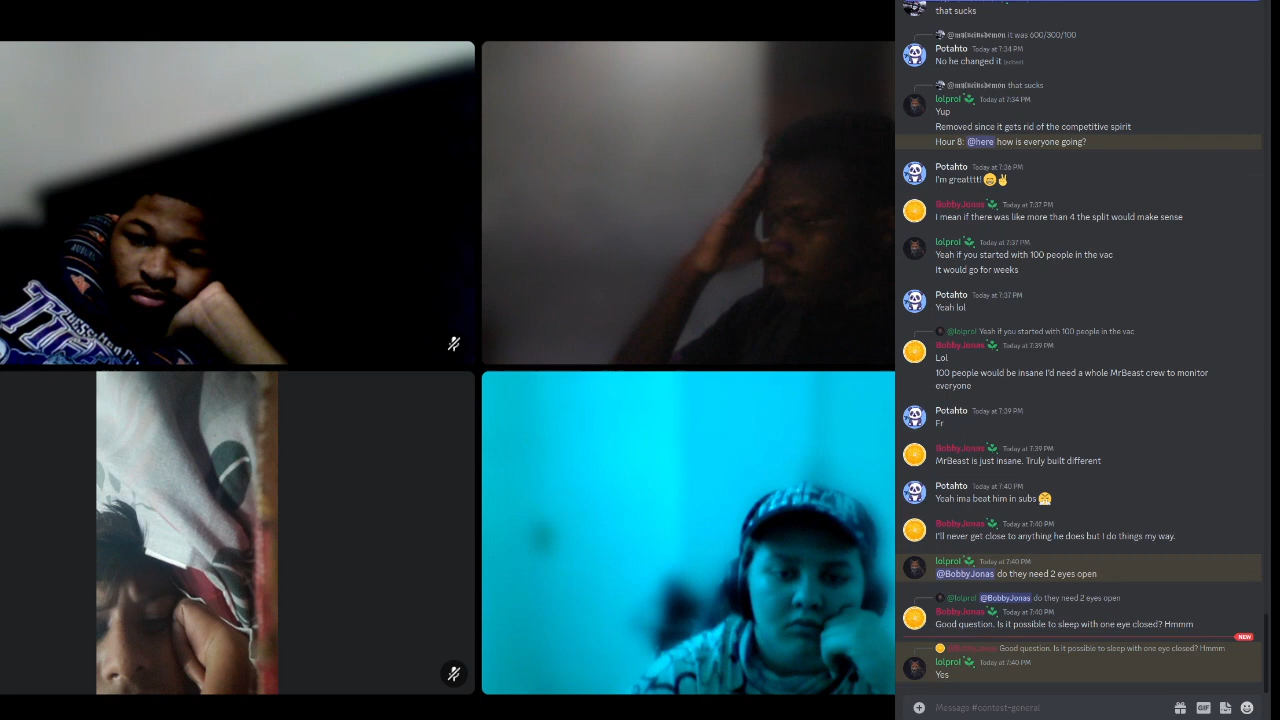 that sucks
it was 600/300/100
Potahto Today at 7:34 PM
No he changed it (edited)
that sucks
lolprol Today at 7:34 PM
Yup
Removed since it gets rid of the competitive spirit
Hour 8: @here how is everyone going?
Potahto Today at 7:36 PM
I'm greatttt!
BobbyJonas Today at 7:37 PM
I mean if there was like more than 4 the split would make sense
lolprol Today at 7:37 PM
Yeah if you started with 100 people in the vac
It would go for weeks
Potahto Today at 7:37 PM
Yeah lol
@lolprol Yeah if you started with 100 people in the vac
BobbyJonas Today at 7:39 PM
Lol
100 people would be insane I'd need a whole MrBeast crew to monitor
everyone
Potahto Today at 7:39 PM
Fr
BobbyJonas Today at 7:39 PM
MrBeast is just insane. Truly built different
Potahto Today at 7:40 PM
Yeah ima beat him in subs
BobbyJonas Today at 7:40 PM
I'll never get close to anything he does but I do things my way.
lolprol Today at 7:40 PM
@BobbyJonas do they need 2 eyes open
@lolprol @BobbyJonas do they need 2 eyes open
BobbyJonas Today at 7:40 PM
Good question. Is it possible to sleep with one eye closed? Hmmm
NEW
@BobbyJonas Good question. Is it possible to sleep with one eye closed? Hmmm
lolprol Today at 7:40 PM
Yes
Message #contest-general
GIF